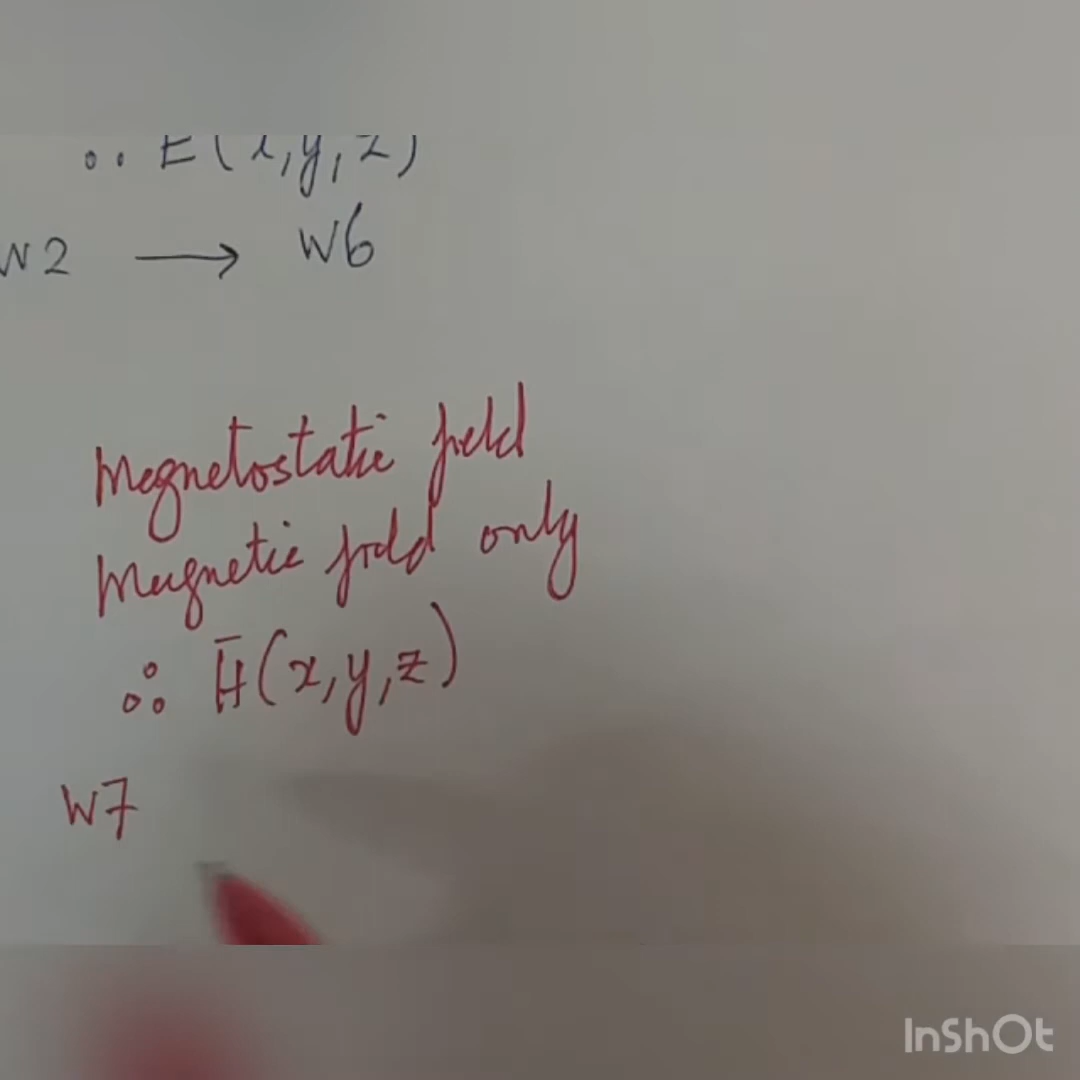 ∴ E(x,y,z)
W2 → W6
Magnetostatic field
Magnetic field only
∴ H̄(x,y,z)
W7
InShOt